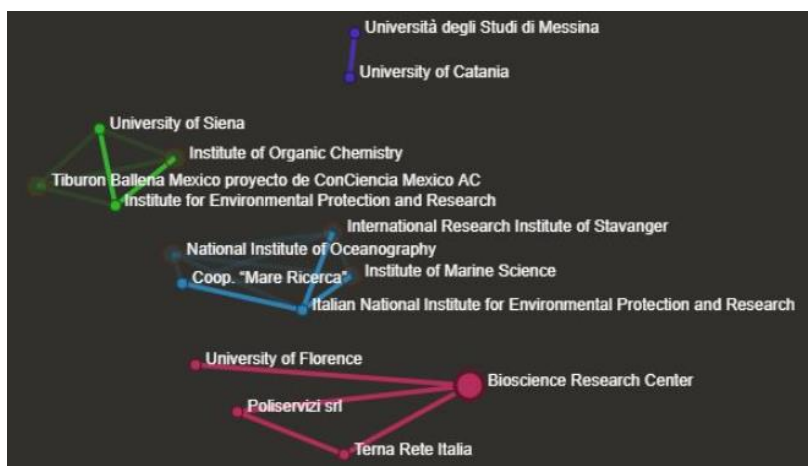 Università degli Studi di Messina
University of Catania
University of Siena
Institute of Organic Chemistry
Tiburon Ballena Mexico proyecto de ConCiencia Mexico AC
Institute for Environmental Protection and Research
International Research Institute of Stavanger
National Institute of Oceanography
Institute of Marine Science
Coop. "Mare Ricerca"
Italian National Institute for Environmental Protection and Research
University of Florence
Bioscience Research Center
Poliservizi srl
Terna Rete Italia